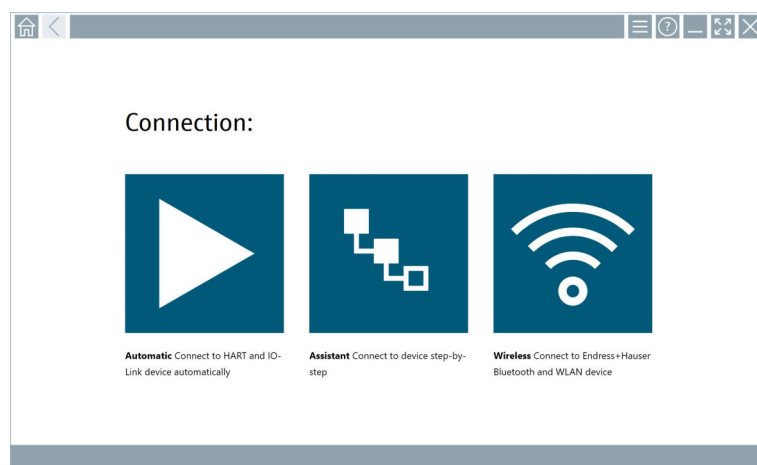 Connection:
Automatic Connect to HART and IO-
Link device automatically
Assistant Connect to device step-by-
step
Wireless Connect to Endress+Hauser
Bluetooth and WLAN device